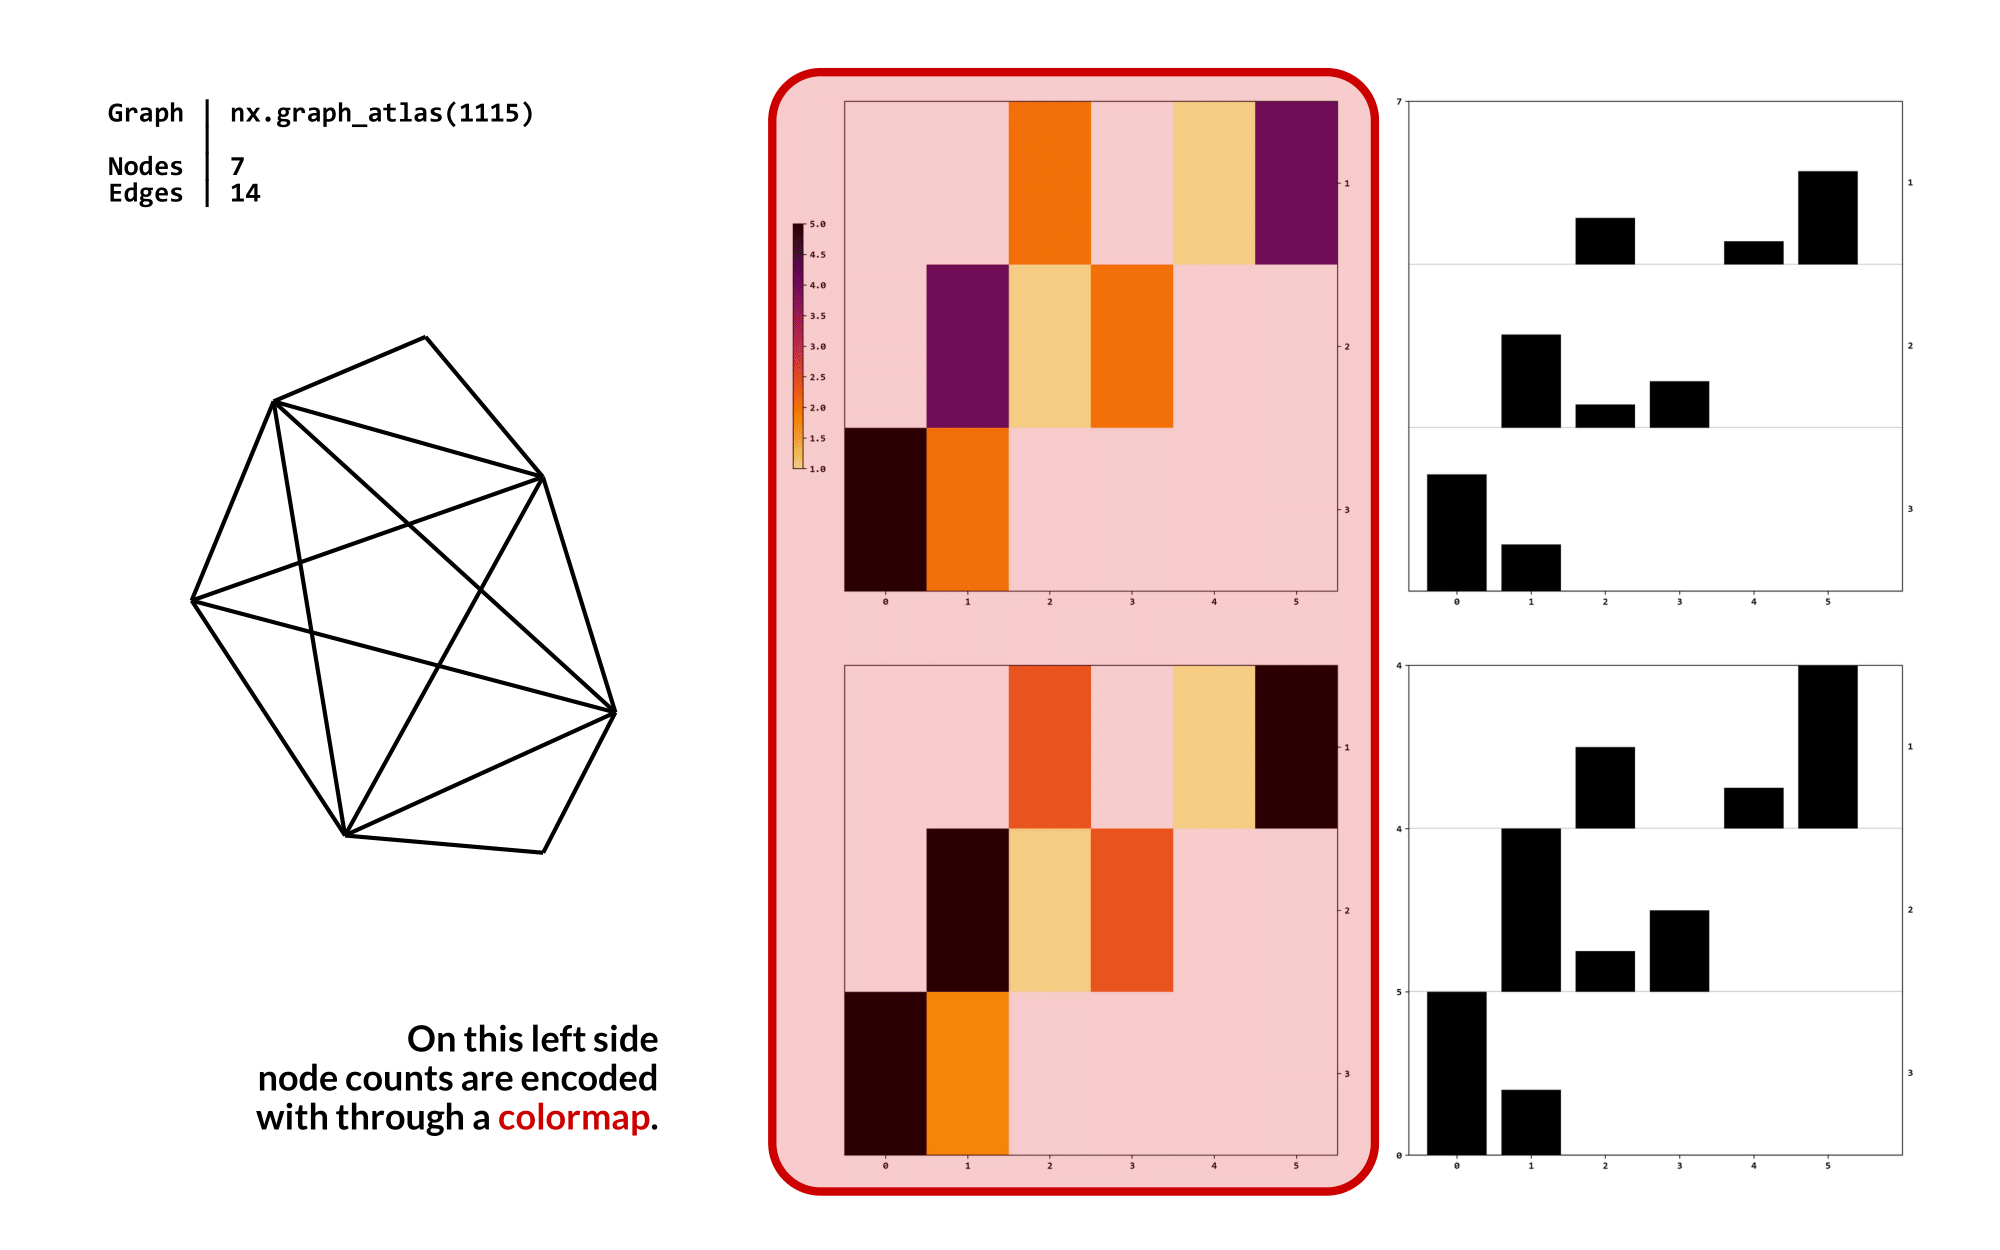 Graph | nx.graph_atlas(1115)
Nodes | 7
Edges | 14
5.0
4.5
4.0
3.5
3.0
2.5
2.0
1.5
1.0
1
2
3
0 1 2 3 4 5
7
1
2
3
0 1 2 3 4 5
1
2
3
0 1 2 3 4 5
4
1
4
2
5
3
0
0 1 2 3 4 5
On this left side
node counts are encoded
with through a colormap.